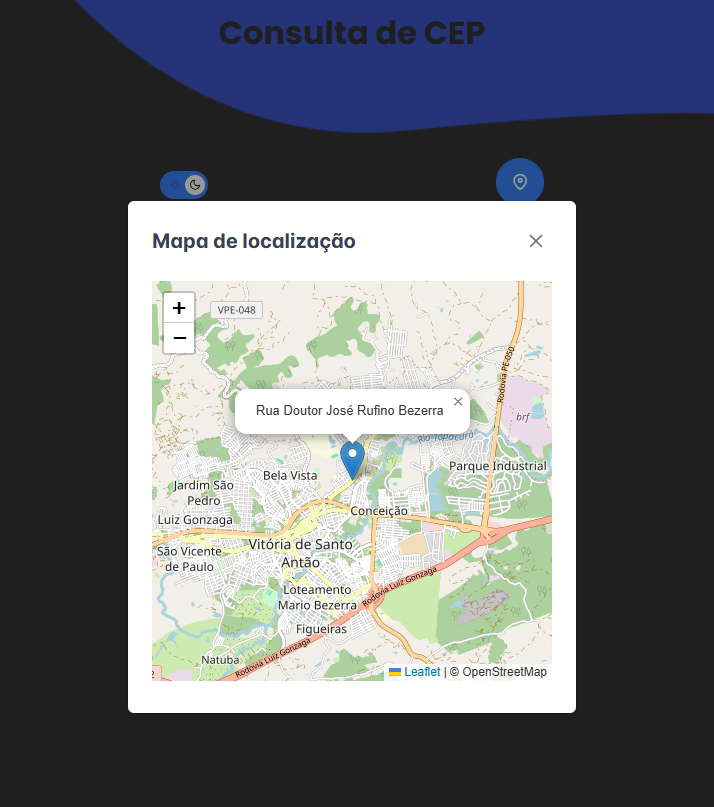 Consulta de CEP
Mapa de localização
+
−
VPE-048
Rodovia PE-050
brf
Rua Doutor José Rufino Bezerra
×
Rio Tapacurá
Parque Industrial
Bela Vista
Jardim São
Pedro
Luiz Gonzaga
Conceição
São Vicente
de Paulo
Vitória de Santo
Antão
Loteamento
Mario Bezerra
Rodovia Luiz Gonzaga
Figueiras
Natuba
Rodovia Luiz Gonzaga
2
Leaflet | © OpenStreetMap